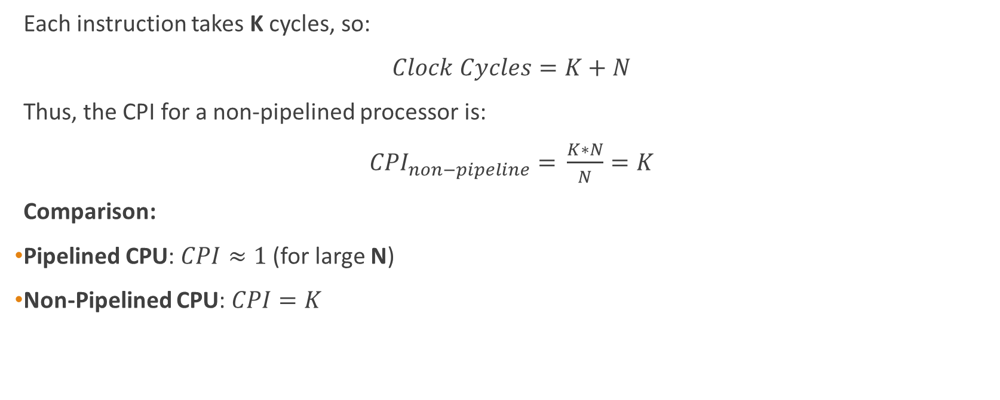 Each instruction takes K cycles, so:
Clock Cycles = K + N
Thus, the CPI for a non-pipelined processor is:
CPI_{non-pipeline} = \frac{K*N}{N} = K
Comparison:
•Pipelined CPU: CPI ≈ 1 (for large N)
•Non-Pipelined CPU: CPI = K